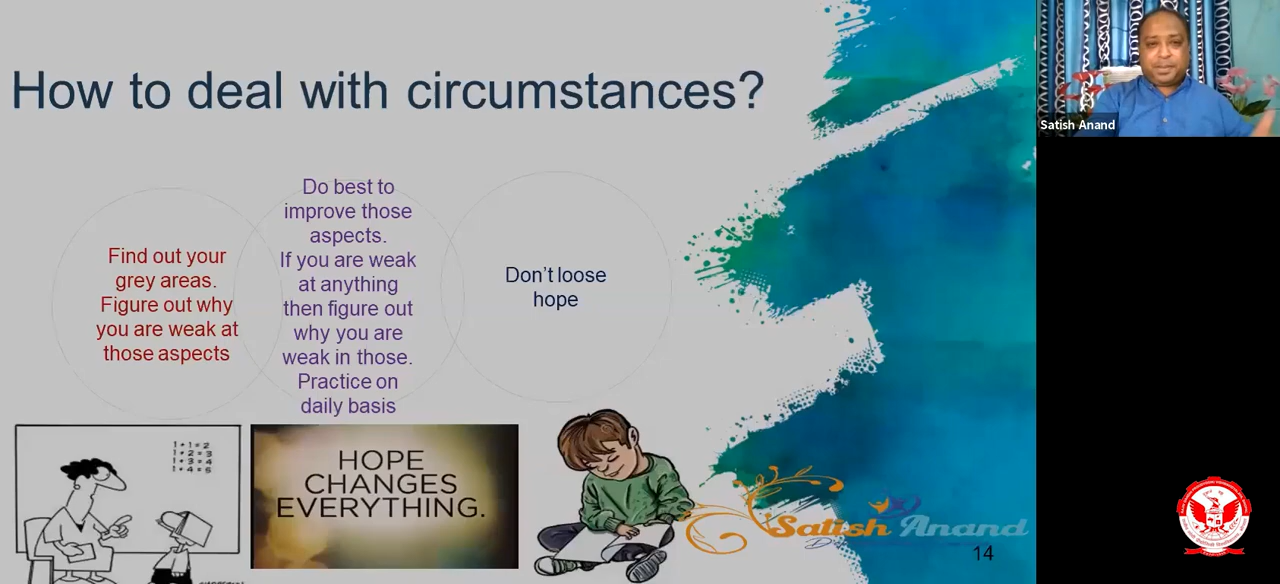 How to deal with circumstances?
Satish Anand
Find out your
grey areas.
Figure out why
you are weak at
those aspects
Do best to
improve those
aspects.
If you are weak
at anything
then figure out
why you are
weak in those.
Practice on
daily basis
Don't loose
hope
1+1=2
1+2=3
1+3=4
1+4=5
HOPE
CHANGES
EVERYTHING.
Satish Anand
14